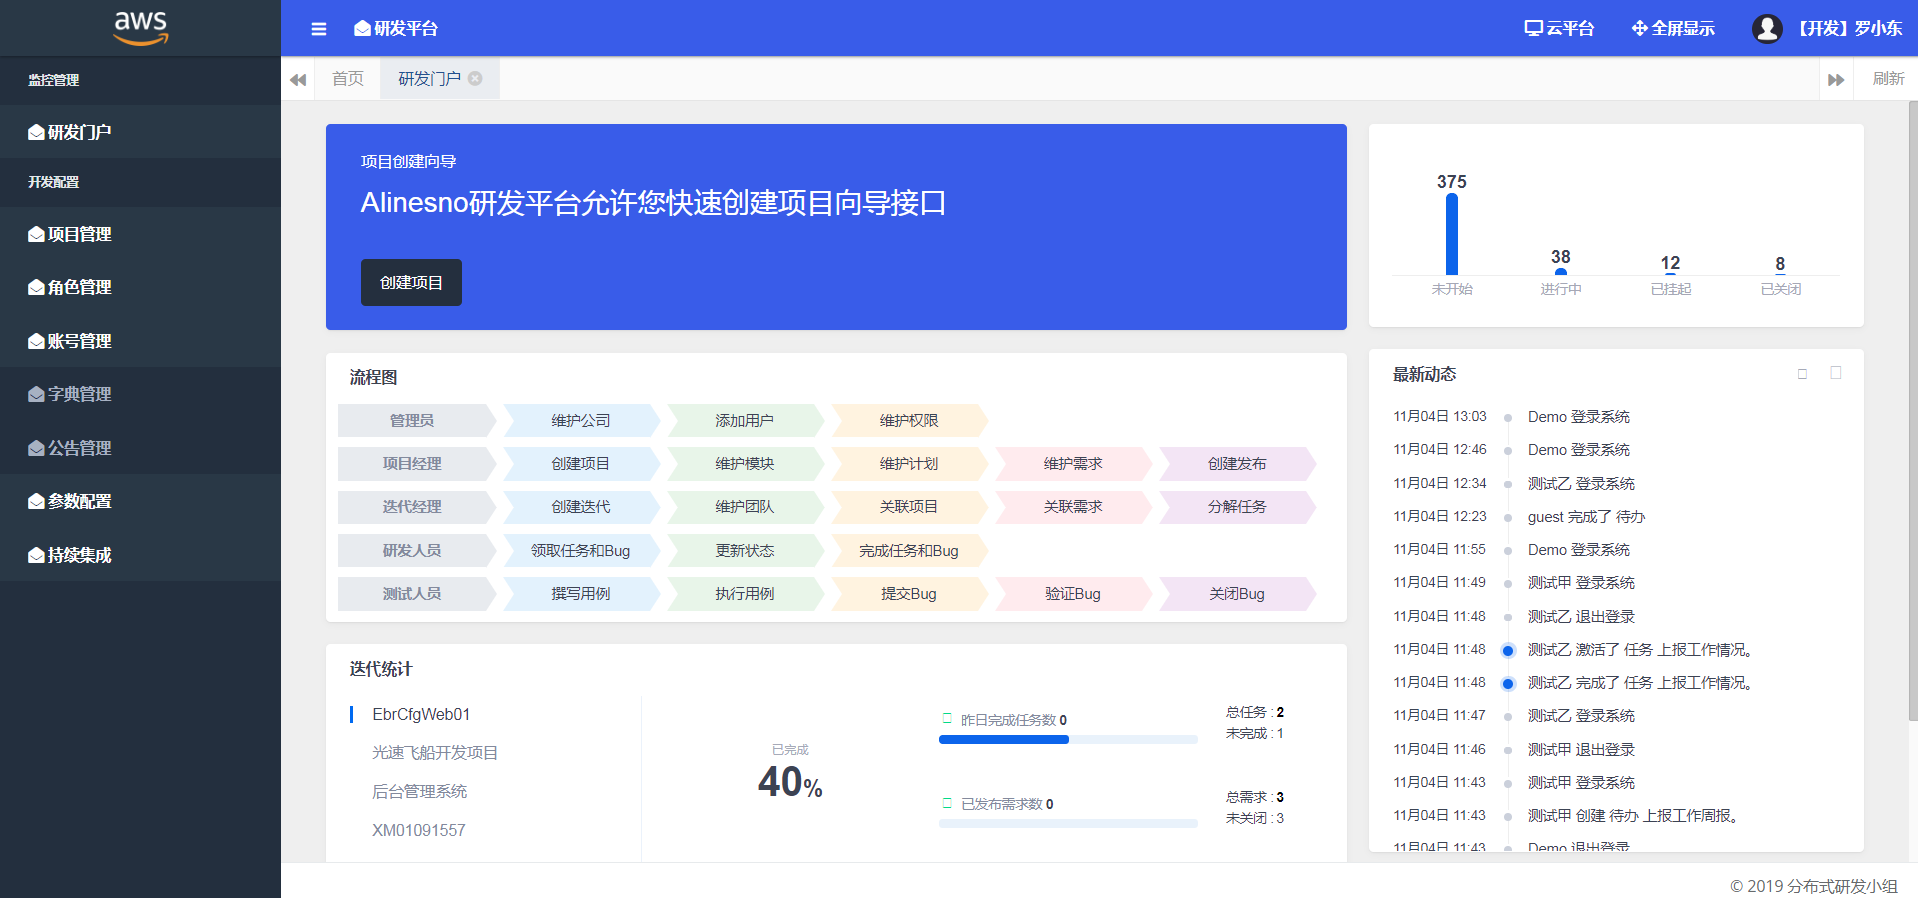 aws
研发平台
云平台
全屏显示
【开发】罗小东
监控管理
研发门户
开发配置
项目管理
角色管理
账号管理
字典管理
公告管理
参数配置
持续集成
首页
研发门户
刷新
项目创建向导
Alinesno研发平台允许您快速创建项目向导接口
创建项目
375
38
12
8
未开始
进行中
已挂起
已关闭
流程图
管理员 维护公司 添加用户 维护权限
项目经理 创建项目 维护模块 维护计划 维护需求 创建发布
迭代经理 创建迭代 维护团队 关联项目 关联需求 分解任务
研发人员 领取任务和Bug 更新状态 完成任务和Bug
测试人员 撰写用例 执行用例 提交Bug 验证Bug 关闭Bug
迭代统计
EbrCfgWeb01
光速飞船开发项目
后台管理系统
XM01091557
已完成
40%
昨日完成任务数 0
总任务 : 2
未完成 : 1
已发布需求数 0
总需求 : 3
未关闭 : 3
最新动态
11月04日 13:03 Demo 登录系统
11月04日 12:46 Demo 登录系统
11月04日 12:34 测试乙 登录系统
11月04日 12:23 guest 完成了 待办
11月04日 11:55 Demo 登录系统
11月04日 11:49 测试甲 登录系统
11月04日 11:48 测试乙 退出登录
11月04日 11:48 测试乙 激活了 任务 上报工作情况。
11月04日 11:48 测试乙 完成了 任务 上报工作情况。
11月04日 11:47 测试乙 登录系统
11月04日 11:46 测试甲 退出登录
11月04日 11:43 测试甲 登录系统
11月04日 11:43 测试甲 创建 待办 上报工作周报。
11月04日 11:43 Demo 退出登录
© 2019 分布式研发小组